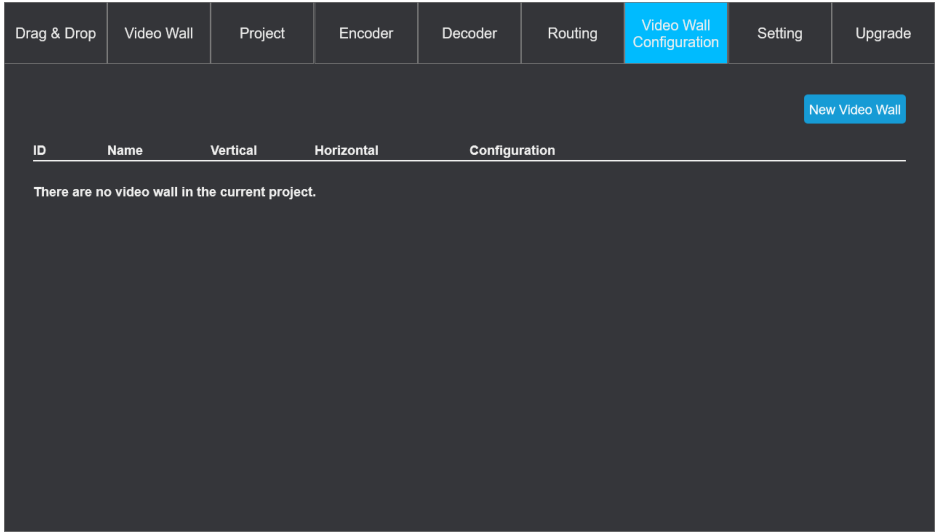 Drag & Drop
Video Wall
Project
Encoder
Decoder
Routing
Video Wall
Configuration
Setting
Upgrade
New Video Wall
ID Name Vertical Horizontal Configuration
There are no video wall in the current project.